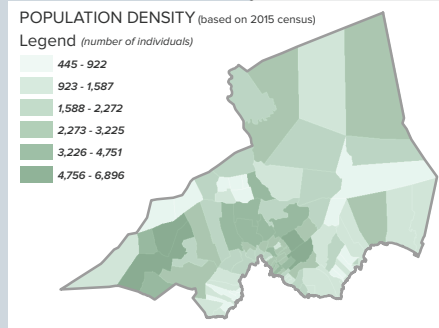 POPULATION DENSITY (based on 2015 census)
Legend (number of individuals)
445 - 922
923 - 1,587
1,588 - 2,272
2,273 - 3,225
3,226 - 4,751
4,756 - 6,896